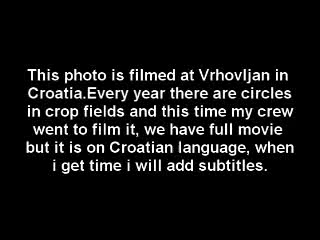 This photo is filmed at Vrhovljan in
Croatia.Every year there are circles
in crop fields and this time my crew
went to film it, we have full movie
but it is on Croatian language, when
i get time i will add subtitles.